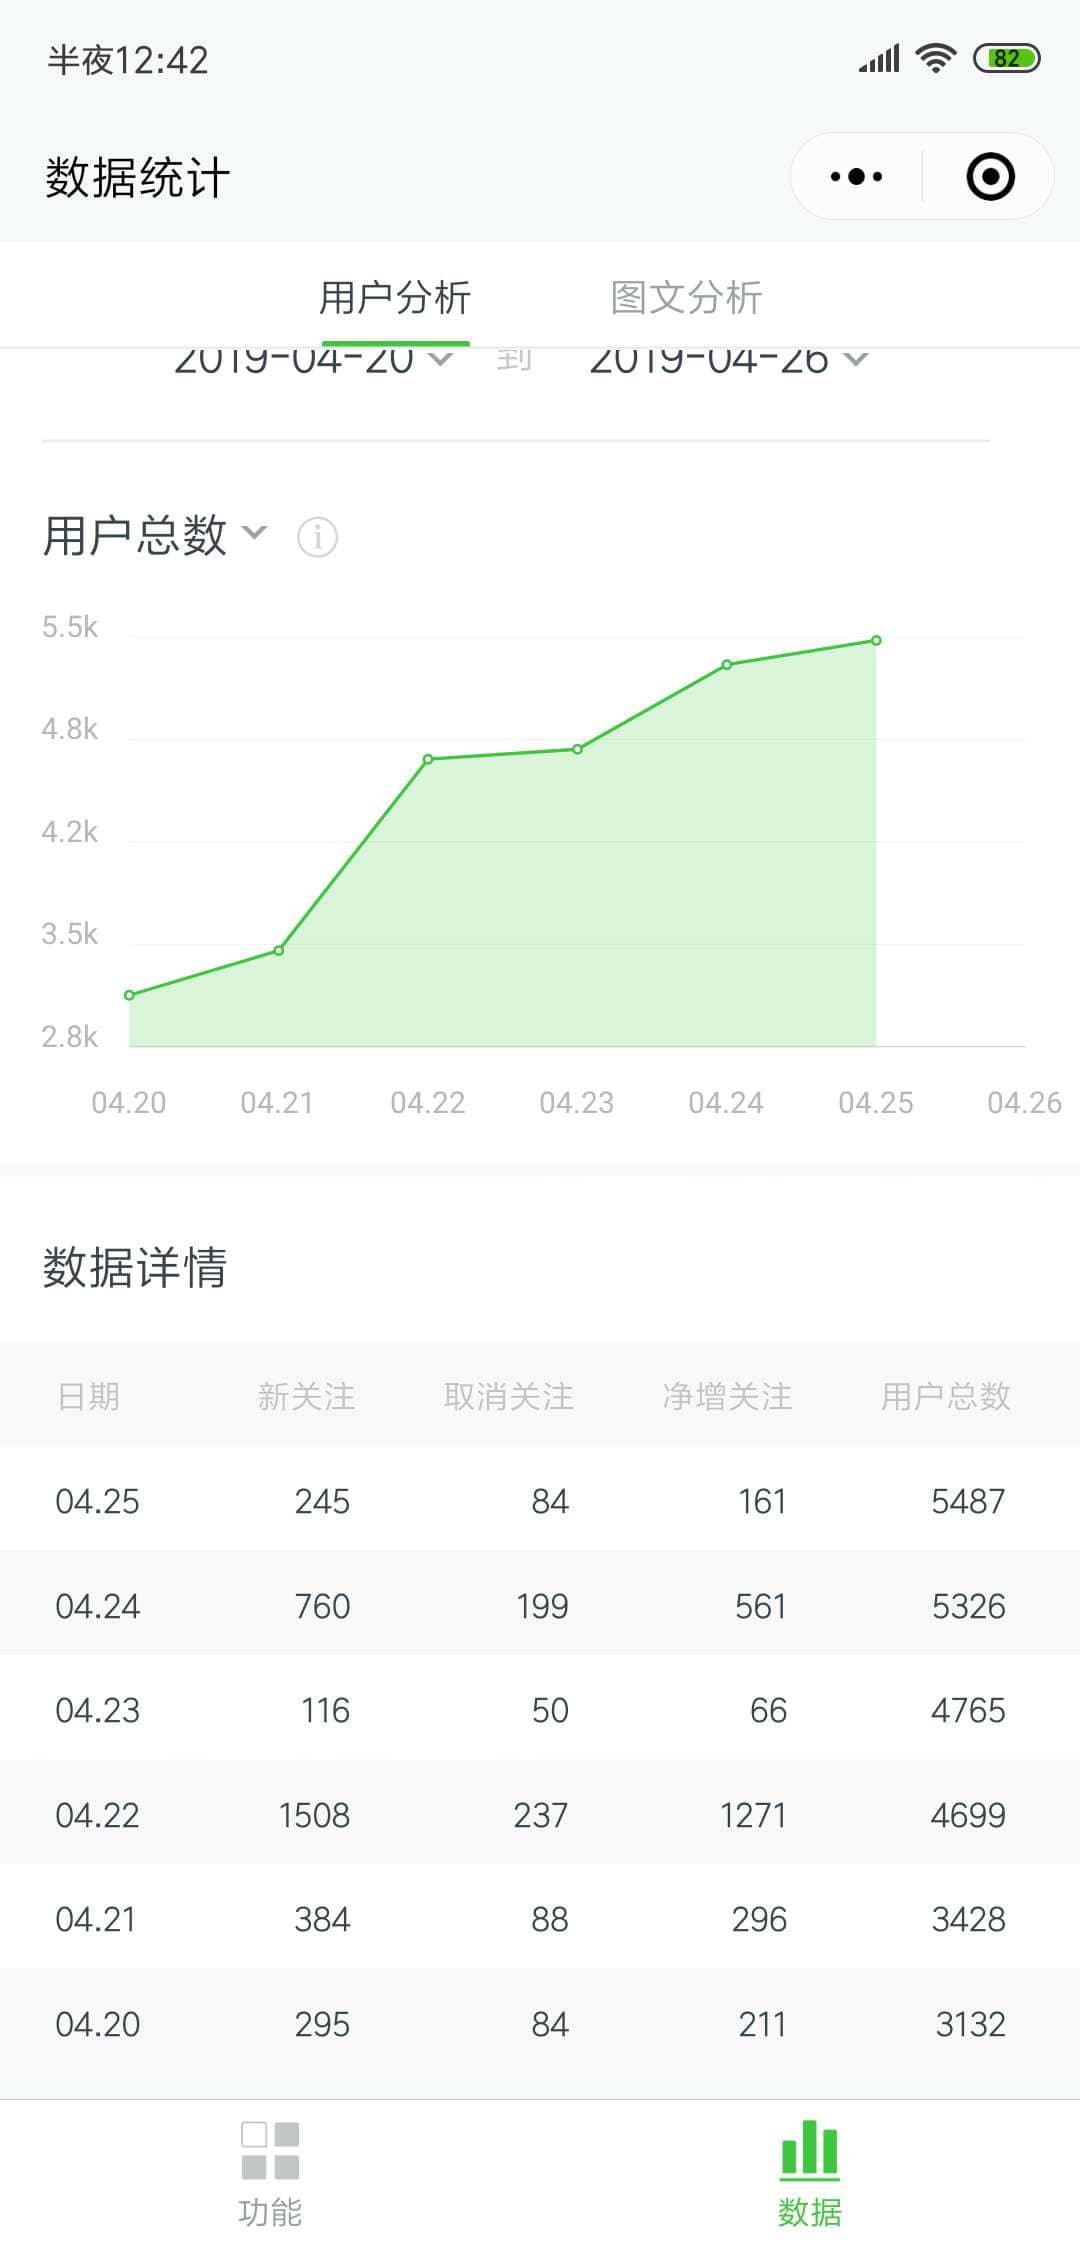 半夜12:42
82
数据统计
用户分析 图文分析
2019-04-20 到 2019-04-26
用户总数
5.5k
4.8k
4.2k
3.5k
2.8k
04.20 04.21 04.22 04.23 04.24 04.25 04.26
数据详情
日期 新关注 取消关注 净增关注 用户总数
04.25 245 84 161 5487
04.24 760 199 561 5326
04.23 116 50 66 4765
04.22 1508 237 1271 4699
04.21 384 88 296 3428
04.20 295 84 211 3132
功能 数据